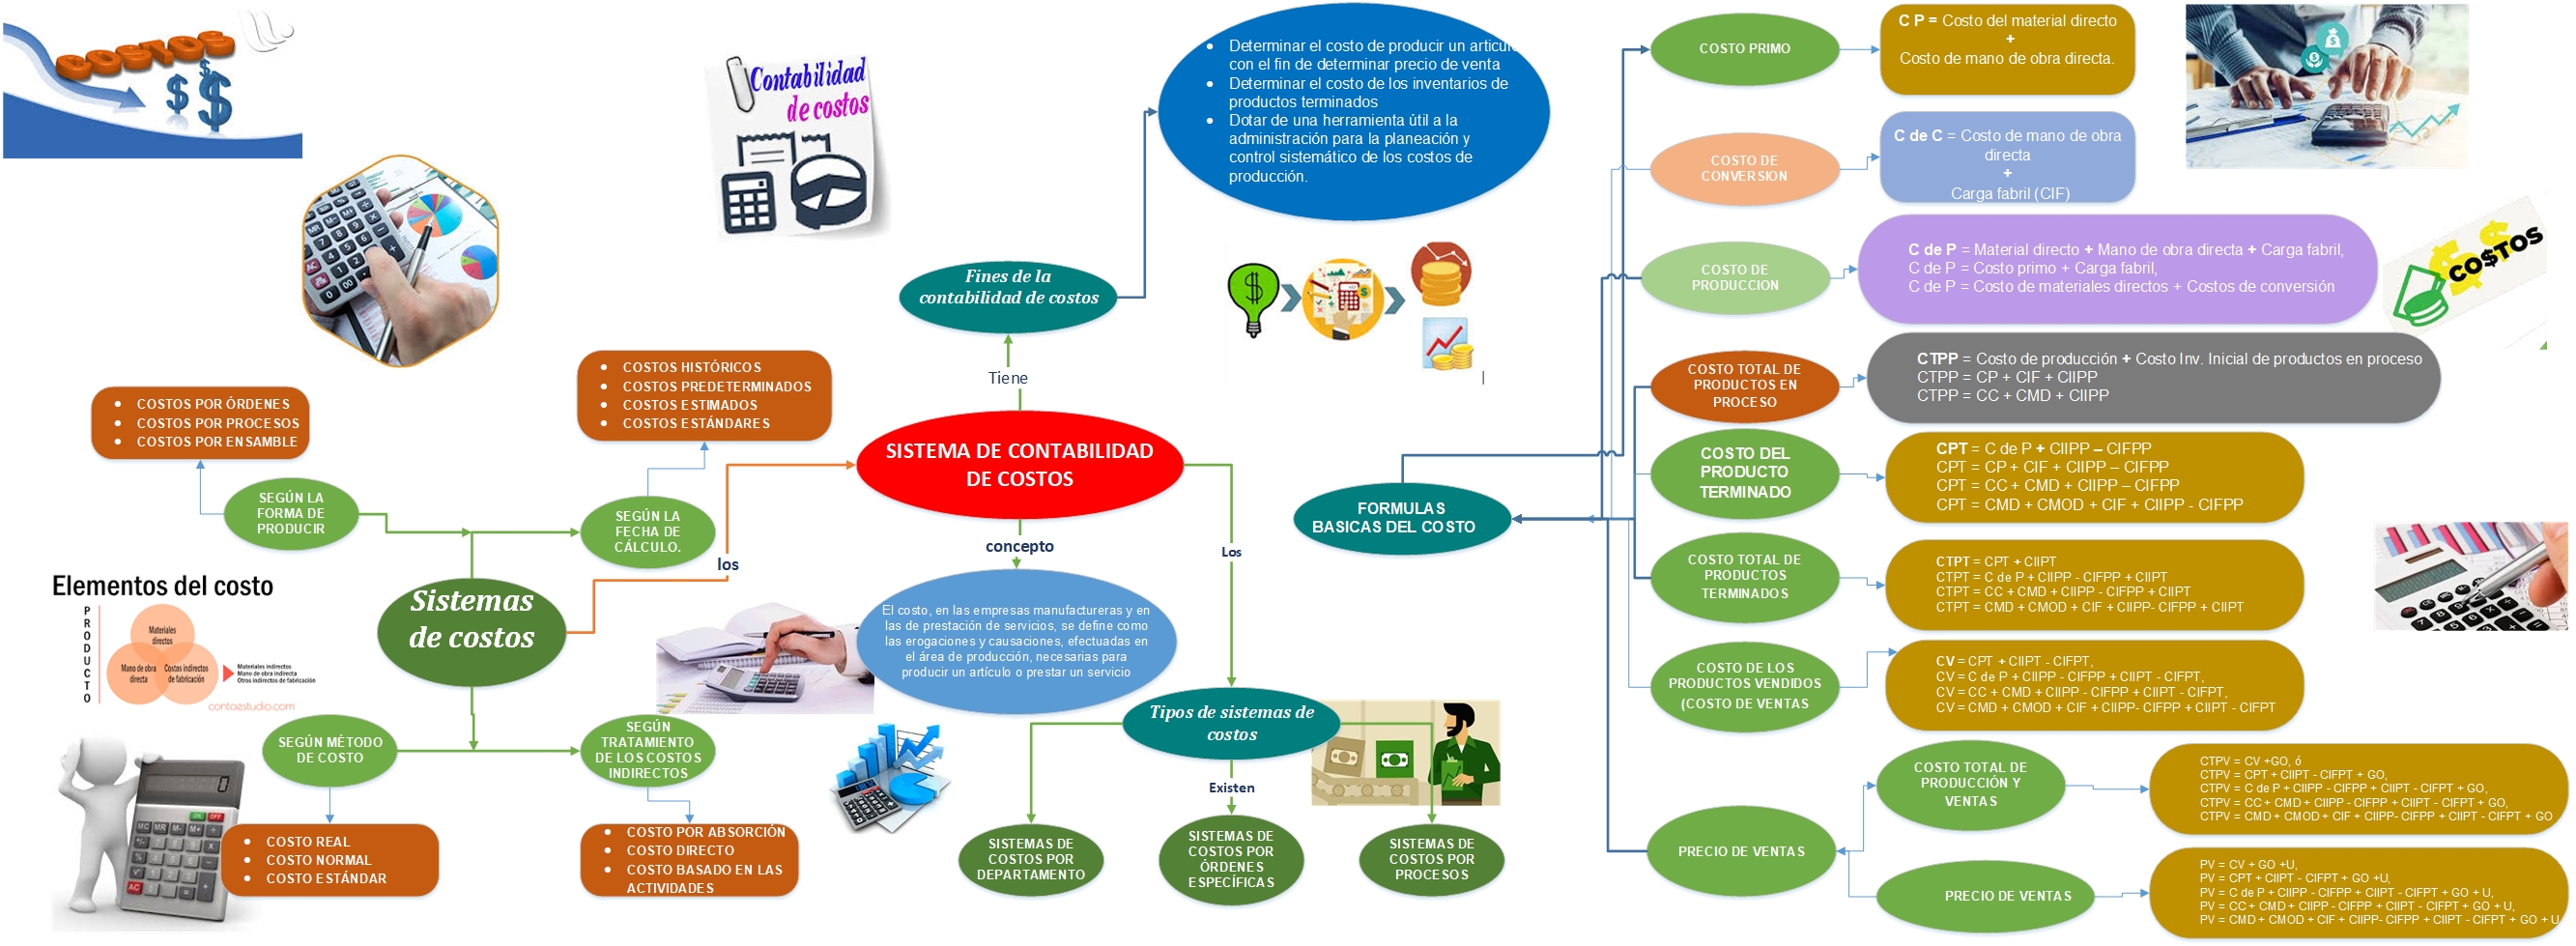 COSTOS
Contabilidad
de costos
• Determinar el costo de producir un articulo
con el fin de determinar precio de venta
• Determinar el costo de los inventarios de
productos terminados
• Dotar de una herramienta útil a la
administración para la planeación y
control sistemático de los costos de
producción.
Fines de la
contabilidad de costos
Tiene
SISTEMA DE CONTABILIDAD
DE COSTOS
concepto
El costo, en las empresas manufactureras y en
las de prestación de servicios, se define como
las erogaciones y causaciones, efectuadas en
el área de producción, necesarias para
producir un artículo o prestar un servicio
Los
Tipos de sistemas de
costos
Existen
SISTEMAS DE
COSTOS POR
DEPARTAMENTO
SISTEMAS DE
COSTOS POR
ÓRDENES
ESPECÍFICAS
SISTEMAS DE
COSTOS POR
PROCESOS
los
Sistemas
de costos
SEGÚN LA
FORMA DE
PRODUCIR
• COSTOS POR ÓRDENES
• COSTOS POR PROCESOS
• COSTOS POR ENSAMBLE
SEGÚN LA
FECHA DE
CÁLCULO.
• COSTOS HISTÓRICOS
• COSTOS PREDETERMINADOS
• COSTOS ESTIMADOS
• COSTOS ESTÁNDARES
Elementos del costo
PRODUCTO
Materiales
directos
Mano de obra
directa
Costos indirectos
de fabricación
Materiales indirectos
Mano de obra indirecta
Otros indirectos de fabricación
contaestudio.com
SEGÚN MÉTODO
DE COSTO
• COSTO REAL
• COSTO NORMAL
• COSTO ESTÁNDAR
SEGÚN
TRATAMIENTO
DE LOS COSTOS
INDIRECTOS
• COSTO POR ABSORCIÓN
• COSTO DIRECTO
• COSTO BASADO EN LAS
ACTIVIDADES
FORMULAS
BASICAS DEL COSTO
COSTO PRIMO
C P = Costo del material directo
+
Costo de mano de obra directa.
COSTO DE
CONVERSION
C de C = Costo de mano de obra
directa
+
Carga fabril (CIF)
COSTO DE
PRODUCCION
C de P = Material directo + Mano de obra directa + Carga fabril,
C de P = Costo primo + Carga fabril,
C de P = Costo de materiales directos + Costos de conversión
CO$TOS
COSTO TOTAL DE
PRODUCTOS EN
PROCESO
CTPP = Costo de producción + Costo Inv. Inicial de productos en proceso
CTPP = CP + CIF + CIIPP
CTPP = CC + CMD + CIIPP
COSTO DEL
PRODUCTO
TERMINADO
CPT = C de P + CIIPP – CIFPP
CPT = CP + CIF + CIIPP – CIFPP
CPT = CC + CMD + CIIPP – CIFPP
CPT = CMD + CMOD + CIF + CIIPP - CIFPP
COSTO TOTAL DE
PRODUCTOS
TERMINADOS
CTPT = CPT + CIIPT
CTPT = C de P + CIIPP - CIFPP + CIIPT
CTPT = CC + CMD + CIIPP - CIFPP + CIIPT
CTPT = CMD + CMOD + CIF + CIIPP- CIFPP + CIIPT
COSTO DE LOS
PRODUCTOS VENDIDOS
(COSTO DE VENTAS
CV = CPT + CIIPT - CIFPT,
CV = C de P + CIIPP - CIFPP + CIIPT - CIFPT,
CV = CC + CMD + CIIPP - CIFPP + CIIPT - CIFPT,
CV = CMD + CMOD + CIF + CIIPP- CIFPP + CIIPT - CIFPT
PRECIO DE VENTAS
COSTO TOTAL DE
PRODUCCIÓN Y
VENTAS
CTPV = CV +GO, ó
CTPV = CPT + CIIPT - CIFPT + GO,
CTPV = C de P + CIIPP - CIFPP + CIIPT - CIFPT + GO,
CTPV = CC + CMD + CIIPP - CIFPP + CIIPT - CIFPT + GO,
CTPV = CMD + CMOD + CIF + CIIPP- CIFPP + CIIPT - CIFPT + GO
PRECIO DE VENTAS
PV = CV + GO +U,
PV = CPT + CIIPT - CIFPT + GO +U,
PV = C de P + CIIPP - CIFPP + CIIPT - CIFPT + GO + U,
PV = CC + CMD + CIIPP - CIFPP + CIIPT - CIFPT + GO + U,
PV = CMD + CMOD + CIF + CIIPP- CIFPP + CIIPT - CIFPT + GO + U